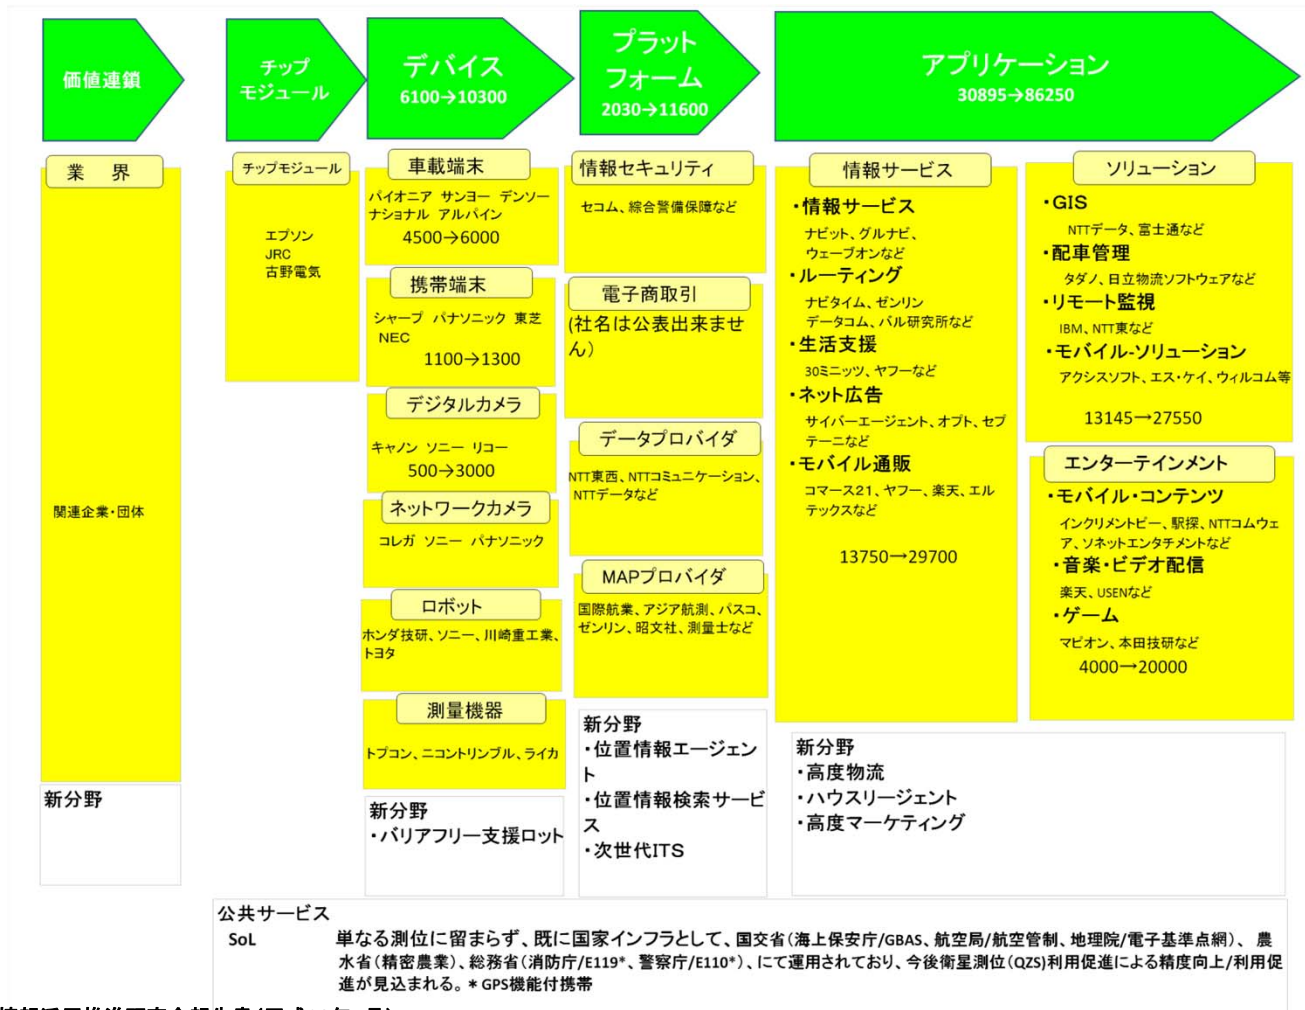 価値連鎖
チップ
モジュール
デバイス
6100→10300
プラット
フォーム
2030→11600
アプリケーション
30895→86250
業 界
関連企業・団体
新分野
チップモジュール
エプソン
JRC
古野電気
車載端末
パイオニア サンヨー デンソー
ナショナル アルパイン
4500→6000
携帯端末
シャープ パナソニック 東芝
NEC
1100→1300
デジタルカメラ
キャノン ソニー リコー
500→3000
ネットワークカメラ
コレガ ソニー パナソニック
ロボット
ホンダ技研、ソニー、川崎重工業、
トヨタ
測量機器
トプコン、ニコントリンブル、ライカ
新分野
・バリアフリー支援ロット
情報セキュリティ
セコム、綜合警備保障など
電子商取引
(社名は公表出来ませ
ん)
データプロバイダ
NTT東西、NTTコミュニケーション、
NTTデータなど
MAPプロバイダ
国際航業、アジア航測、パスコ、
ゼンリン、昭文社、測量士など
新分野
・位置情報エージェン
ト
・位置情報検索サービ
ス
・次世代ITS
情報サービス
・情報サービス
ナビット、グルナビ、
ウェーブオンなど
・ルーティング
ナビタイム、ゼンリン
データコム、バル研究所など
・生活支援
30ミニッツ、ヤフーなど
・ネット広告
サイバーエージェント、オプト、セプ
テーニなど
・モバイル通販
コマース21、ヤフー、楽天、エル
テックスなど
13750→29700
ソリューション
・GIS
NTTデータ、富士通など
・配車管理
タダノ、日立物流ソフトウェアなど
・リモート監視
IBM、NTT東など
・モバイル-ソリューション
アクシスソフト、エス・ケイ、ウィルコム等
13145→27550
エンターテインメント
・モバイル・コンテンツ
インクリメントピー、駅探、NTTコムウェ
ア、ソネットエンタチメントなど
・音楽・ビデオ配信
楽天、USENなど
・ゲーム
マピオン、本田技研など
4000→20000
新分野
・高度物流
・ハウスリージェント
・高度マーケティング
公共サービス
SoL 単なる測位に留まらず、既に国家インフラとして、国交省(海上保安庁/GBAS、航空局/航空管制、地理院/電子基準点網)、農
水省(精密農業)、総務省(消防庁/E119*、警察庁/E110*)、にて運用されており、今後衛星測位(QZS)利用促進による精度向上/利用促
進が見込まれる。*GPS機能付携帯